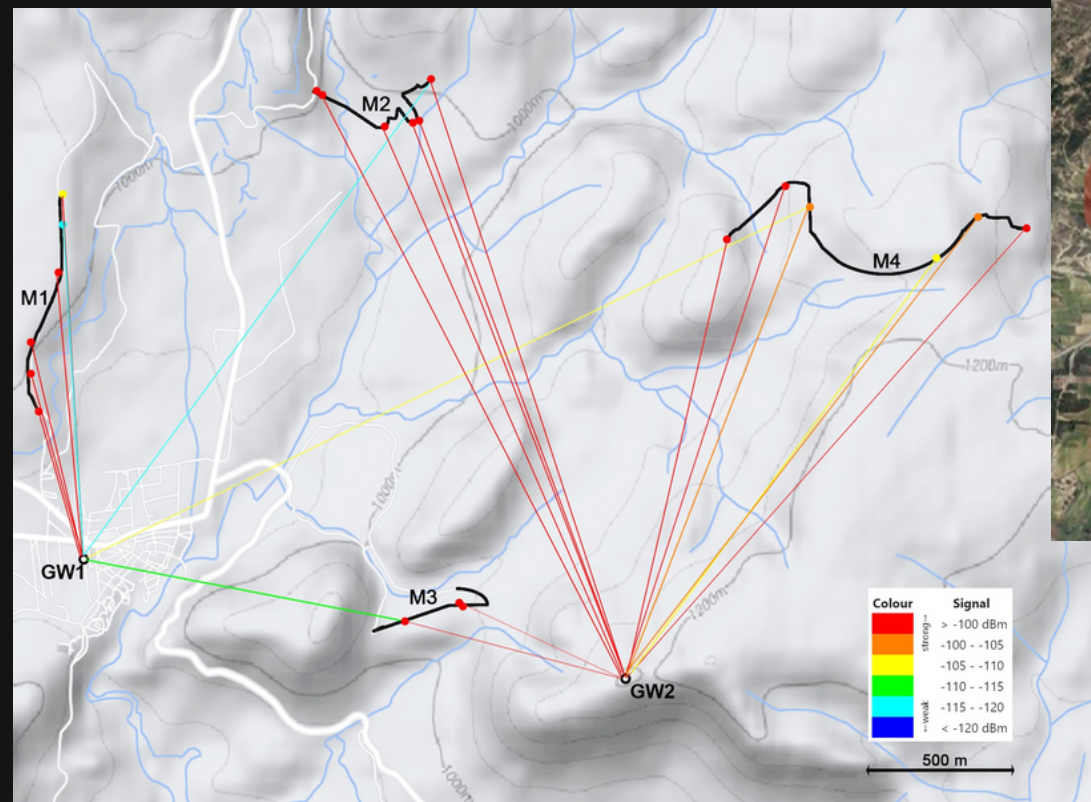 M2
1000m
1000m
M1
M4
1200m
1000m
GW1
M3
1200m
GW2
1000m
Colour Signal
strong→
> -100 dBm
-100 - -105
-105 - -110
-110 - -115
-115 - -120
←weak
< -120 dBm
500 m